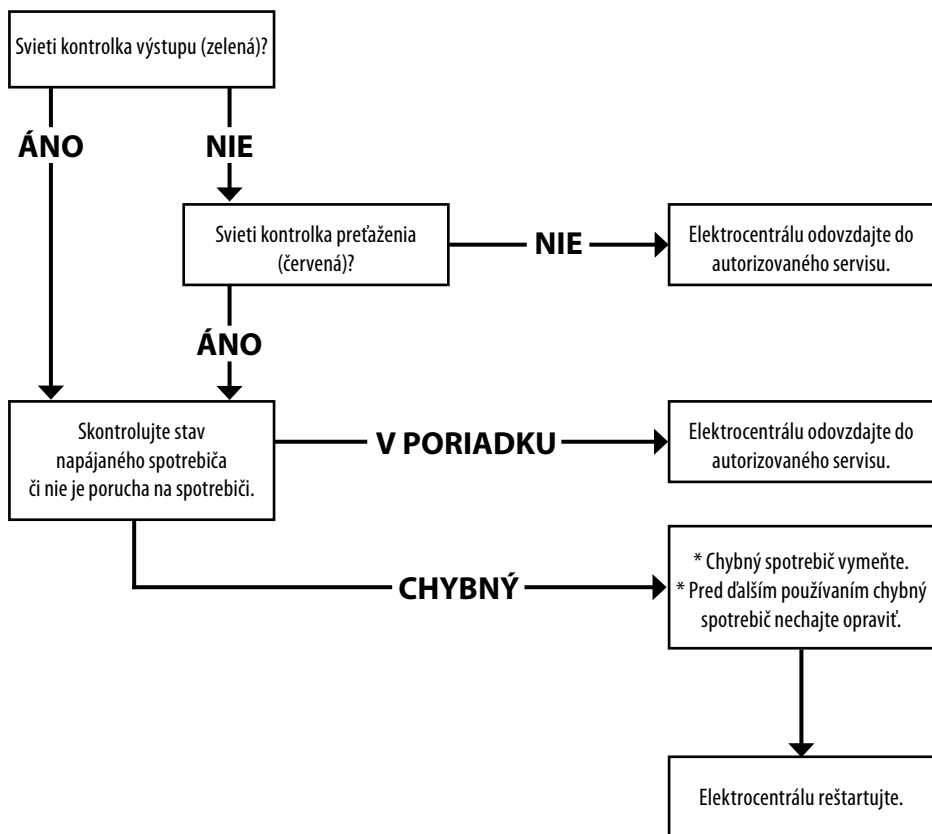 Svieti kontrolka výstupu (zelená)?
ÁNO
NIE
Svieti kontrolka preťaženia
(červená)?
NIE
Elektrocentrálu odovzdajte do
autorizovaného servisu.
ÁNO
Skontrolujte stav
napájaného spotrebiča
či nie je porucha na spotrebiči.
V PORIADKU
Elektrocentrálu odovzdajte do
autorizovaného servisu.
CHYBNÝ
* Chybný spotrebič vymeňte.
* Pred ďalším používaním chybný
spotrebič nechajte opraviť.
Elektrocentrálu reštartujte.